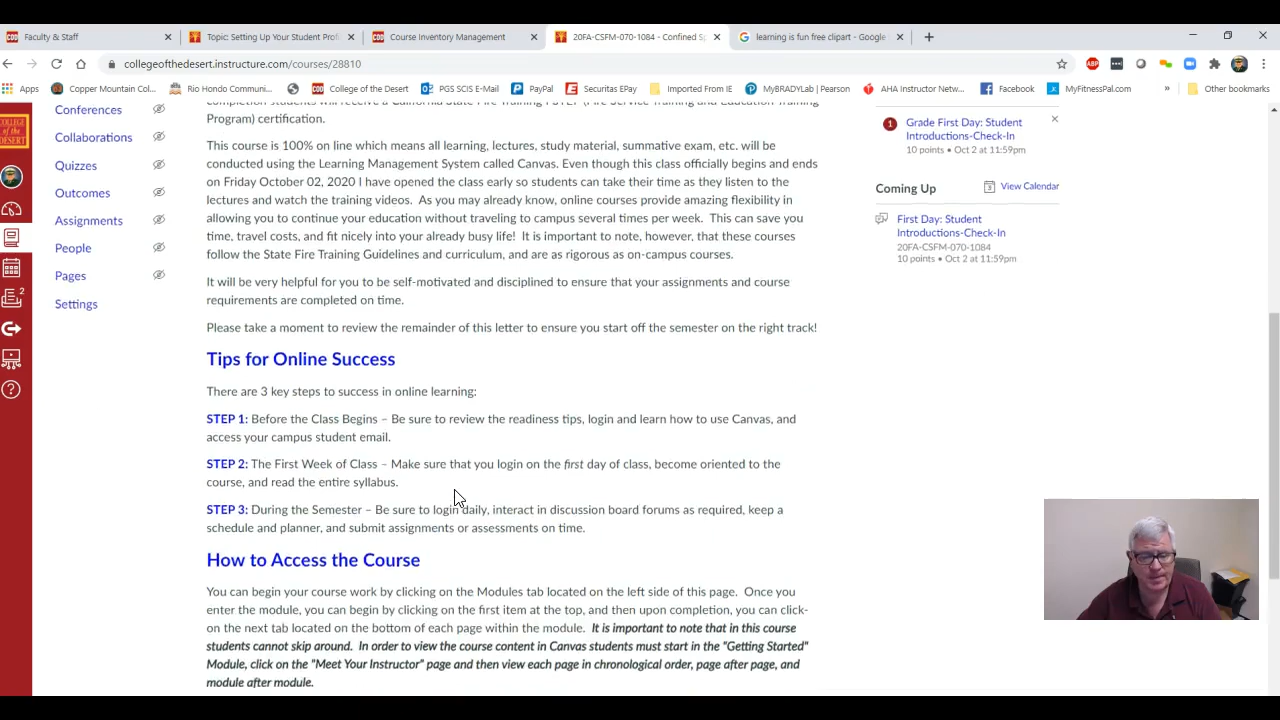 Faculty & Staff
Topic: Setting Up Your Student Prof
Course Inventory Management
20FA-CSFM-070-1084 - Confined Sp
learning is fun free clipart - Google
collegeofthedesert.instructure.com/courses/28810
Apps
Copper Mountain Col...
Rio Hondo Communi...
College of the Desert
PGS SCIS E-Mail
PayPal
Securitas EPay
Imported From IE
MyBRADYLab | Pearson
AHA Instructor Netw...
Facebook
MyFitnessPal.com
»
Other bookmarks
COLLEGE of the DESERT
2
Conferences
Collaborations
Quizzes
Outcomes
Assignments
People
Pages
Settings
completion students will receive a California State Fire Training FSTEP (Fire Service Training and Education Training
Program) certification.
This course is 100% on line which means all learning, lectures, study material, summative exam, etc. will be
conducted using the Learning Management System called Canvas. Even though this class officially begins and ends
on Friday October 02, 2020 I have opened the class early so students can take their time as they listen to the
lectures and watch the training videos.  As you may already know, online courses provide amazing flexibility in
allowing you to continue your education without traveling to campus several times per week.  This can save you
time, travel costs, and fit nicely into your already busy life!  It is important to note, however, that these courses
follow the State Fire Training Guidelines and curriculum, and are as rigorous as on-campus courses.
It will be very helpful for you to be self-motivated and disciplined to ensure that your assignments and course
requirements are completed on time.
Please take a moment to review the remainder of this letter to ensure you start off the semester on the right track!
Tips for Online Success
There are 3 key steps to success in online learning:
STEP 1: Before the Class Begins – Be sure to review the readiness tips, login and learn how to use Canvas, and
access your campus student email.
STEP 2: The First Week of Class – Make sure that you login on the first day of class, become oriented to the
course, and read the entire syllabus.
STEP 3: During the Semester – Be sure to login daily, interact in discussion board forums as required, keep a
schedule and planner, and submit assignments or assessments on time.
How to Access the Course
You can begin your course work by clicking on the Modules tab located on the left side of this page.  Once you
enter the module, you can begin by clicking on the first item at the top, and then upon completion, you can click-
on the next tab located on the bottom of each page within the module.  It is important to note that in this course
students cannot skip around.  In order to view the course content in Canvas students must start in the "Getting Started"
Module, click on the "Meet Your Instructor" page and then view each page in chronological order, page after page, and
module after module.
1
Grade First Day: Student
Introductions-Check-In
10 points • Oct 2 at 11:59pm
Coming Up
View Calendar
First Day: Student
Introductions-Check-In
20FA-CSFM-070-1084
10 points • Oct 2 at 11:59pm